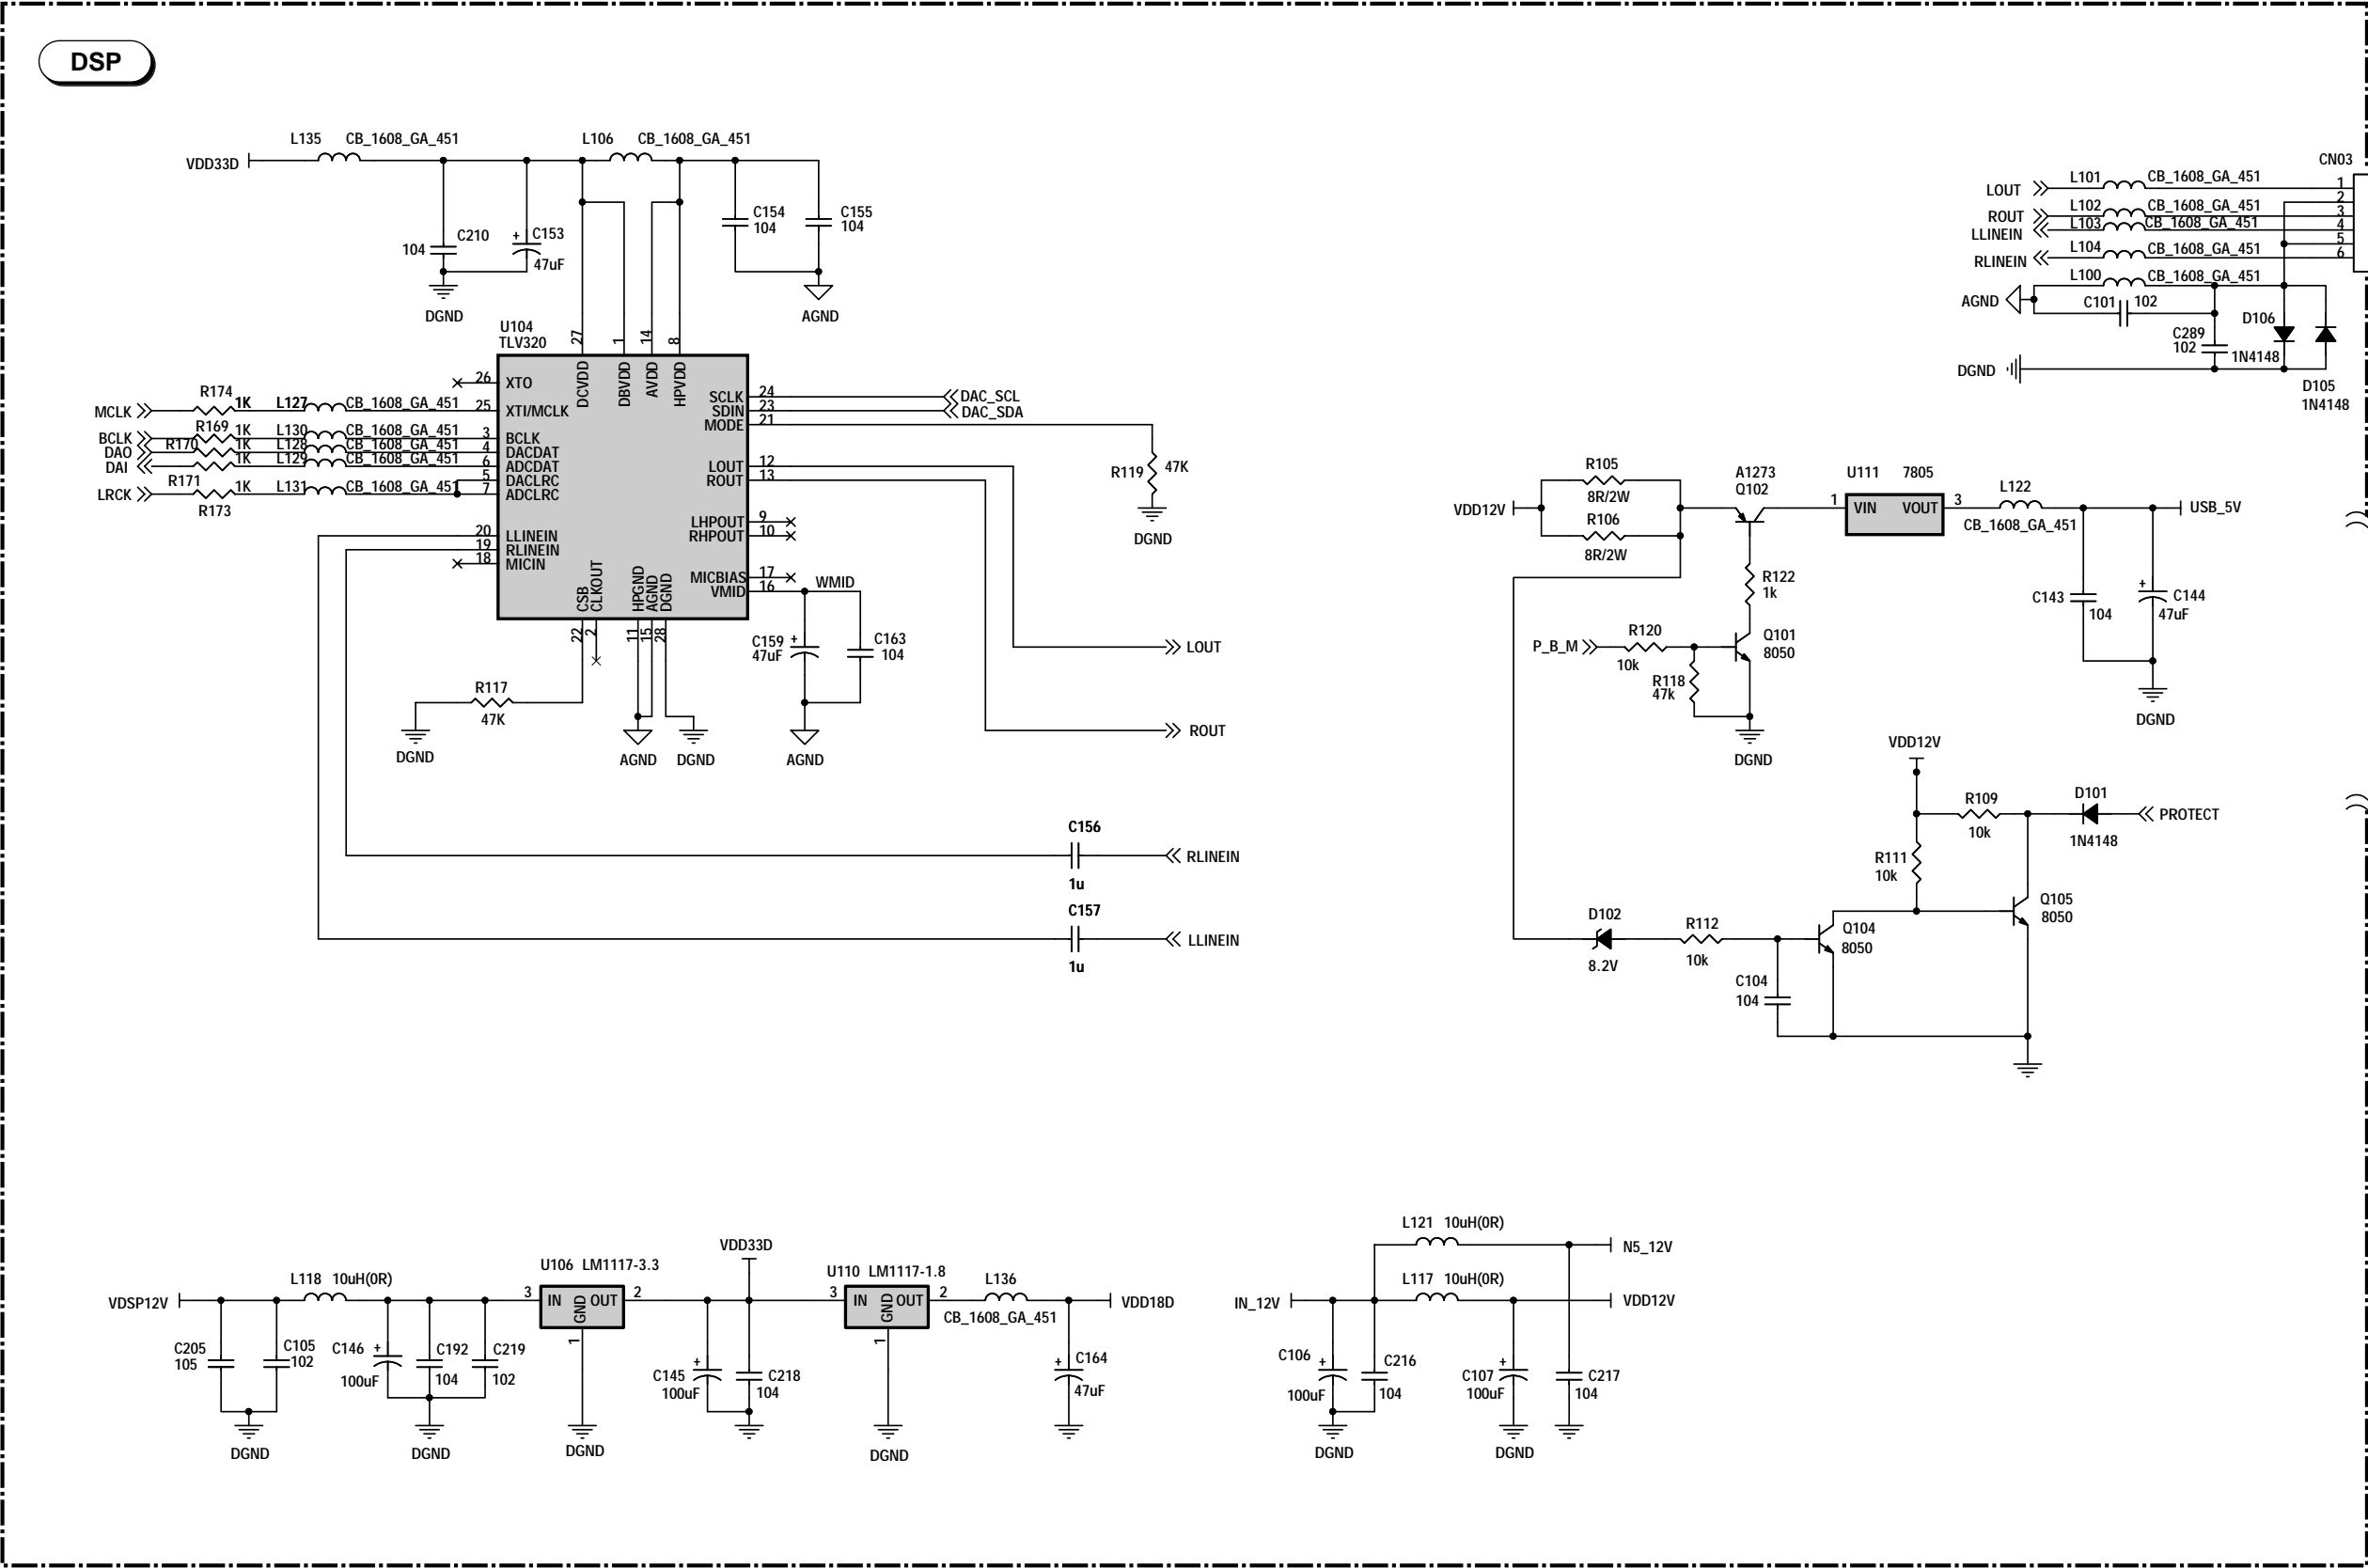 DSP
L135 CB_1608_GA_451 L106 CB_1608_GA_451
VDD33D
C210
104
C153
47uF
+
C154
104
C155
104
DGND
AGND
U104
TLV320
27
1
14
8
DCVDD
DBVDD
AVDD
HPVDD
26 XTO
25 XTI/MCLK
3 BCLK
4 DACDAT
6 ADCDAT
5 DACLRC
7 ADCLRC
20 LLINEIN
19 RLINEIN
18 MICIN
SCLK 24
SDIN 23
MODE 21
LOUT 12
ROUT 13
LHPOUT 9
RHPOUT 10
MICBIAS 17
VMID 16
CSB
CLKOUT
HPGND
AGND
DGND
22
2
11
15
28
MCLK
R174
1K L127 CB_1608_GA_451
BCLK
R169
1K L130 CB_1608_GA_451
DAO
R170
1K L128 CB_1608_GA_451
DAI
1K L129 CB_1608_GA_451
R171
LRCK
1K L131 CB_1608_GA_451
R173
DAC_SCL
DAC_SDA
R119 47K
DGND
WMID
C159
47uF
+
C163
104
AGND
R117
47K
DGND
AGND DGND
LOUT
ROUT
C156
1u
RLINEIN
C157
1u
LLINEIN
CN03
LOUT L101 CB_1608_GA_451 1
2
ROUT L102 CB_1608_GA_451 3
LLINEIN L103 CB_1608_GA_451 4
5
RLINEIN L104 CB_1608_GA_451 6
L100 CB_1608_GA_451
AGND
C101 102
C289
102
D106
1N4148
DGND
D105
1N4148
VDD12V
R105
8R/2W
R106
8R/2W
A1273
Q102
U111 7805
1 VIN VOUT 3
L122
CB_1608_GA_451
USB_5V
R122
1k
C143
104
+
C144
47uF
DGND
P_B_M
R120
10k
R118
47k
Q101
8050
DGND
VDD12V
R109
10k
D101
1N4148
PROTECT
R111
10k
Q105
8050
D102
8.2V
R112
10k
Q104
8050
C104
104
VDSP12V
L118 10uH(0R)
C205
105
C105
102
C146
100uF
+
C192
104
C219
102
DGND
DGND
U106 LM1117-3.3
3 IN OUT 2
GND
1
DGND
VDD33D
C145
100uF
+
C218
104
U110 LM1117-1.8
3 IN OUT 2
GND
1
DGND
L136
CB_1608_GA_451
VDD18D
+
C164
47uF
L121 10uH(0R)
N5_12V
L117 10uH(0R)
IN_12V
VDD12V
C106
100uF
+
C216
104
C107
100uF
+
C217
104
DGND
DGND